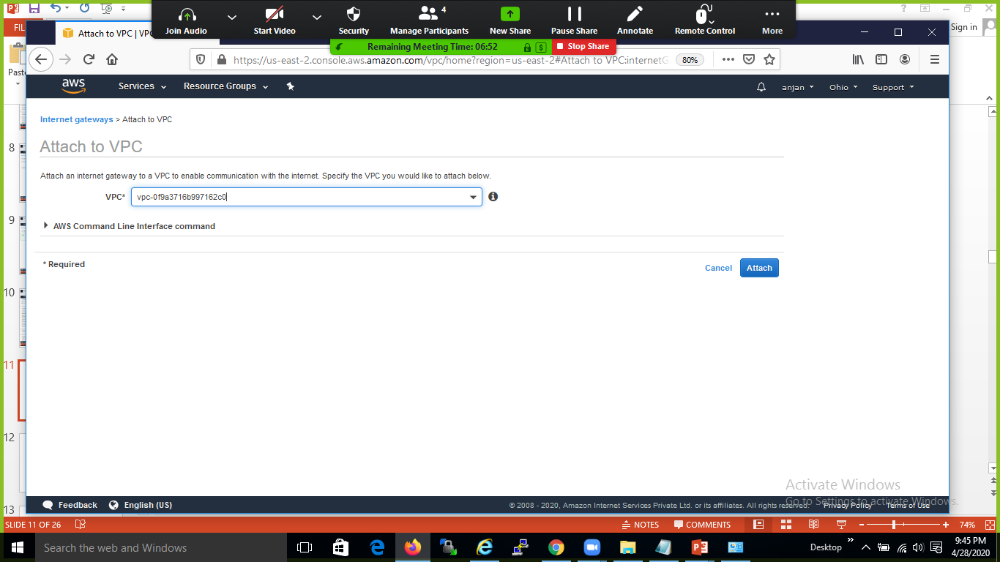 Join Audio
Start Video
4
Security
Manage Participants
New Share
Pause Share
Annotate
Remote Control
More
Remaining Meeting Time: 06:52
Stop Share
FIL
Sign in
Attach to VPC | VPC
Paste
https://us-east-2.console.aws.amazon.com/vpc/home?region=us-east-2#Attach to VPC:internetG
80%
aws
Services
Resource Groups
anjan
Ohio
Support
Internet gateways > Attach to VPC
Attach to VPC
Attach an internet gateway to a VPC to enable communication with the internet. Specify the VPC you would like to attach below.
VPC*
vpc-0f9a3716b997162c0
AWS Command Line Interface command
* Required
Cancel
Attach
8
9
10
11
12
13
Activate Windows
Go to Settings to activate Windows.
Feedback
English (US)
© 2008 - 2020, Amazon Internet Services Private Ltd. or its affiliates. All rights reserved.
Privacy Policy
Terms of Use
SLIDE 11 OF 26
NOTES
COMMENTS
74%
Search the web and Windows
Desktop
9:45 PM
4/28/2020